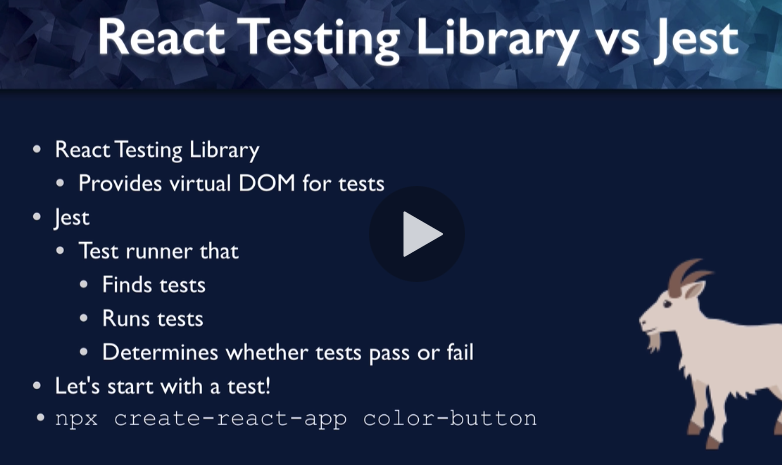 React Testing Library vs Jest
• React Testing Library
• Provides virtual DOM for tests
• Jest
• Test runner that
• Finds tests
• Runs tests
• Determines whether tests pass or fail
• Let's start with a test!
• npx create-react-app color-button